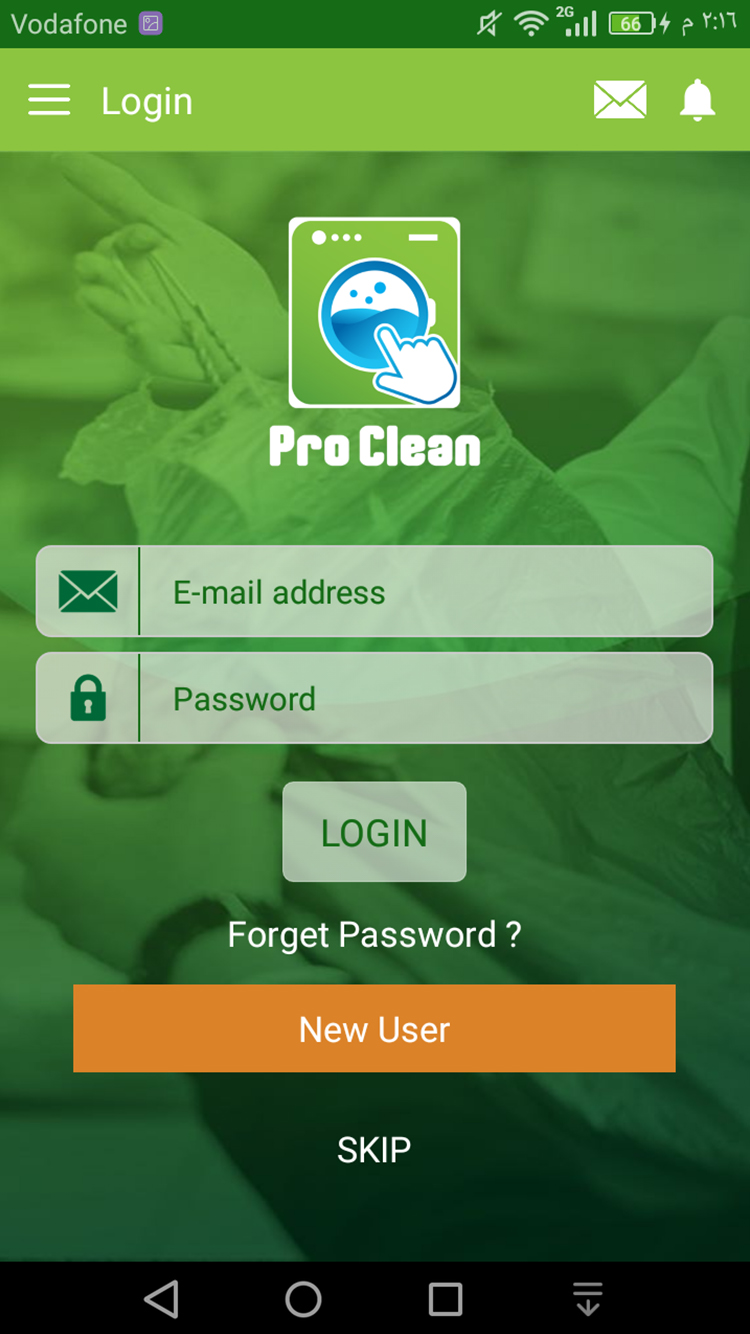 Vodafone 2G 66 م ٢:١٦
Login
Pro Clean
E-mail address
Password
LOGIN
Forget Password ?
New User
SKIP